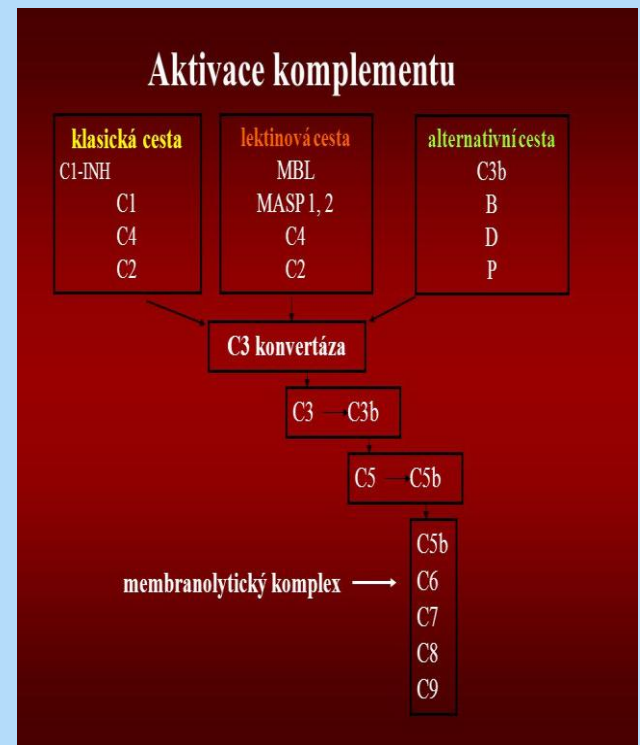 Aktivace komplementu
klasická cesta
C1-INH
C1
C4
C2
lektinová cesta
MBL
MASP 1, 2
C4
C2
alternativní cesta
C3b
B
D
P
C3 konvertáza
C3 → C3b
C5 → C5b
membranolytický komplex →
C5b
C6
C7
C8
C9